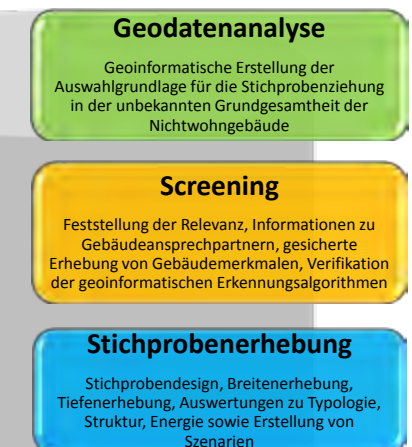 Geodatenanalyse
Geoinformatische Erstellung der
Auswahlgrundlage für die Stichprobenziehung
in der unbekannten Grundgesamtheit der
Nichtwohngebäude
Screening
Feststellung der Relevanz, Informationen zu
Gebäudeansprechpartnern, gesicherte
Erhebung von Gebäudemerkmalen, Verifikation
der geoinformatischen Erkennungsalgorithmen
Stichprobenerhebung
Stichprobendesign, Breitenerhebung,
Tiefenerhebung, Auswertungen zu Typologie,
Struktur, Energie sowie Erstellung von
Szenarien